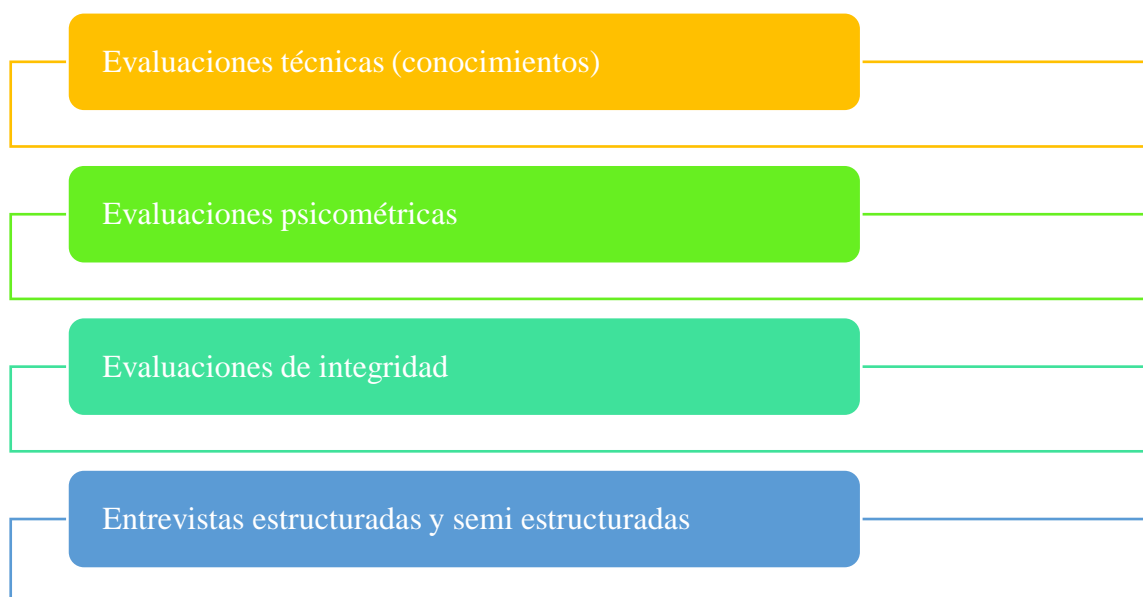 Evaluaciones técnicas (conocimientos)
Evaluaciones psicométricas
Evaluaciones de integridad
Entrevistas estructuradas y semi estructuradas